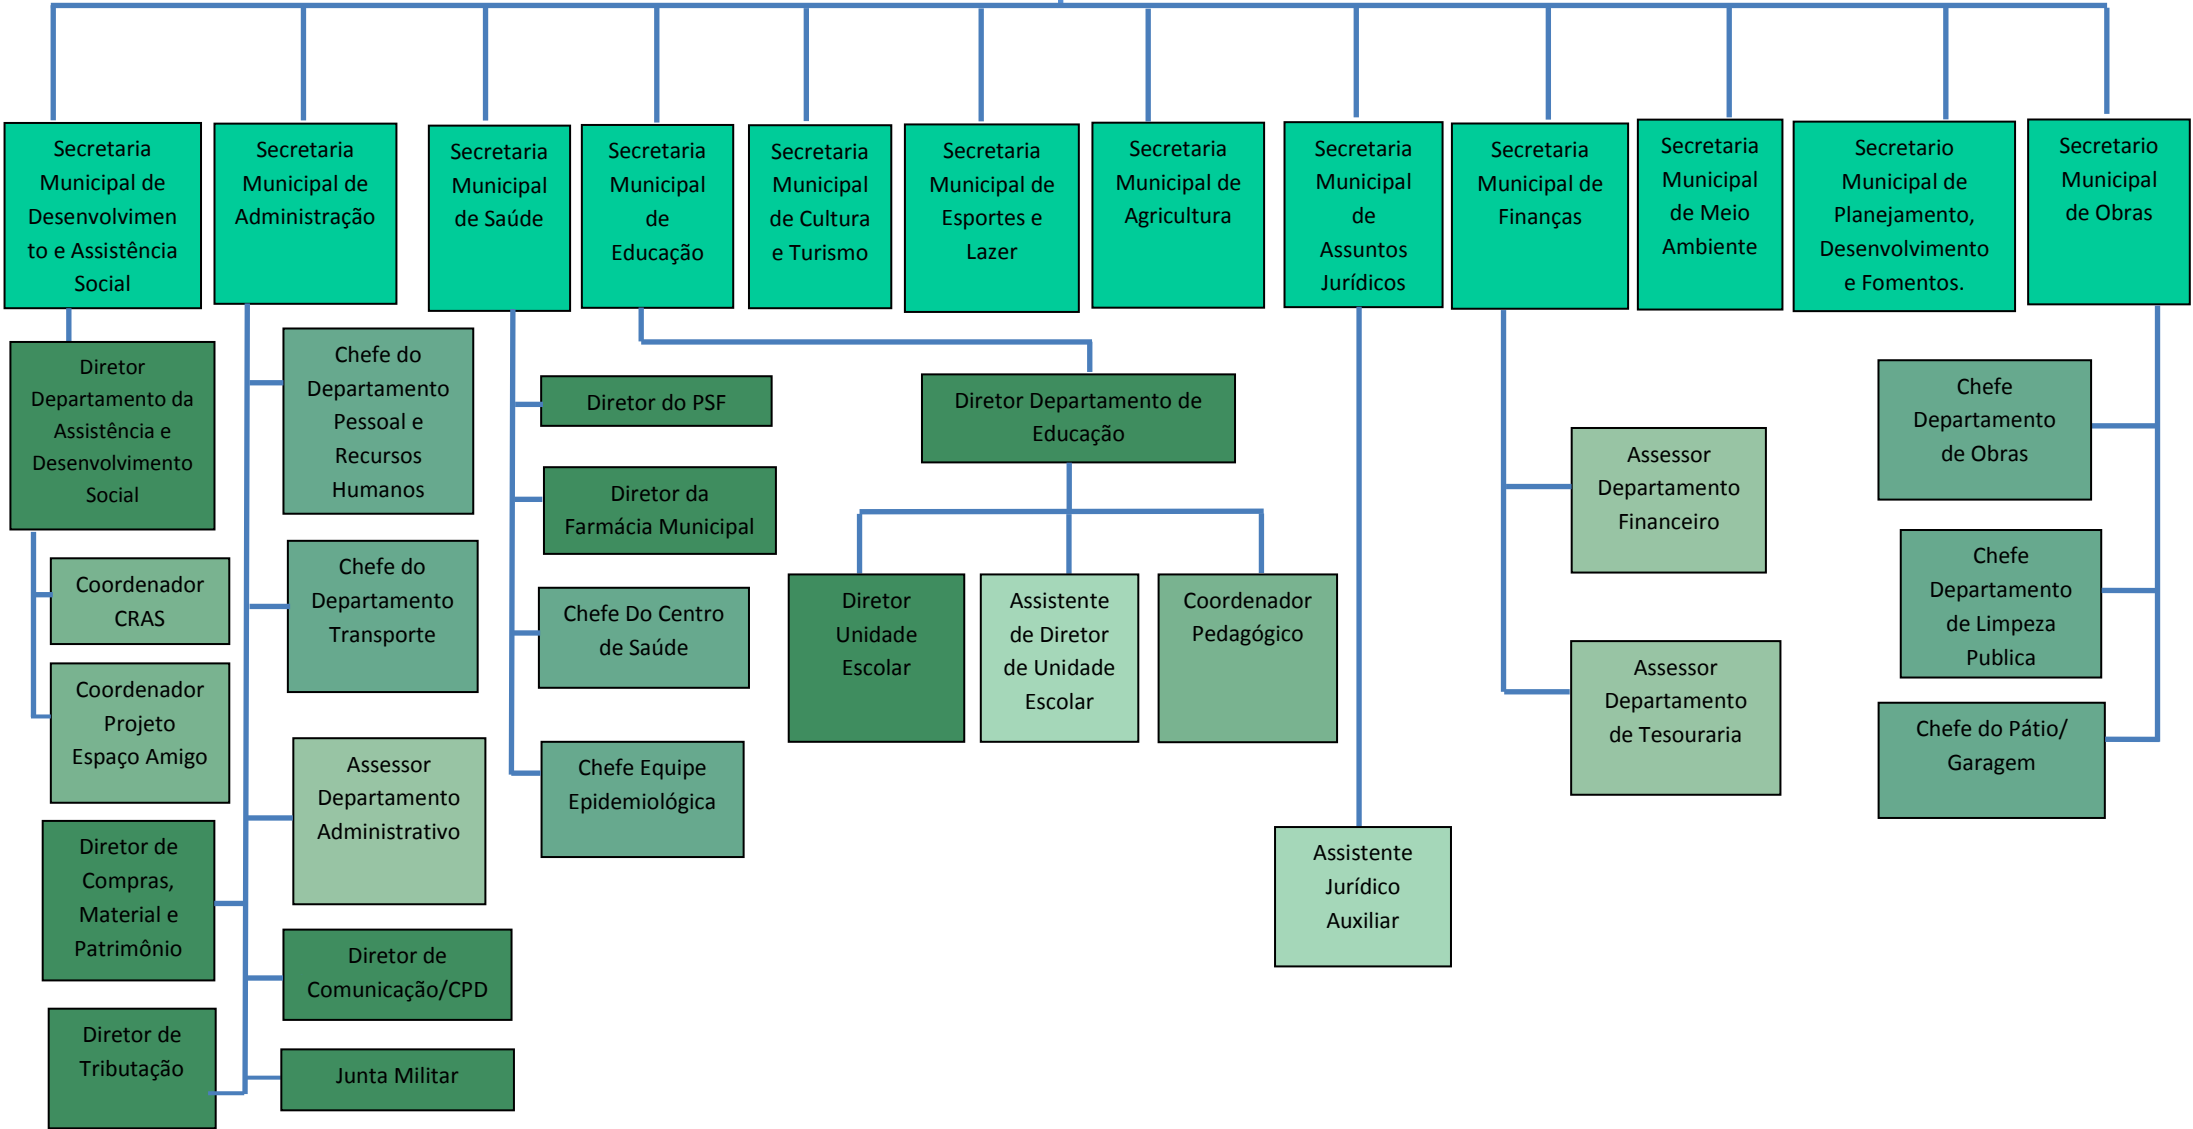 Secretaria
Municipal de
Desenvolvimen
to e Assistência
Social
Secretaria
Municipal de
Administração
Secretaria
Municipal
de Saúde
Secretaria
Municipal
de
Educação
Secretaria
Municipal
de Cultura
e Turismo
Secretaria
Municipal de
Esportes e
Lazer
Secretaria
Municipal de
Agricultura
Secretaria
Municipal
de
Assuntos
Jurídicos
Secretaria
Municipal de
Finanças
Secretaria
Municipal
de Meio
Ambiente
Secretario
Municipal de
Planejamento,
Desenvolvimento
e Fomentos.
Secretario
Municipal
de Obras
Diretor
Departamento da
Assistência e
Desenvolvimento
Social
Coordenador
CRAS
Coordenador
Projeto
Espaço Amigo
Diretor de
Compras,
Material e
Patrimônio
Diretor de
Tributação
Chefe do
Departamento
Pessoal e
Recursos
Humanos
Chefe do
Departamento
Transporte
Assessor
Departamento
Administrativo
Diretor de
Comunicação/CPD
Junta Militar
Diretor do PSF
Diretor da
Farmácia Municipal
Chefe Do Centro
de Saúde
Chefe Equipe
Epidemiológica
Diretor Departamento de
Educação
Diretor
Unidade
Escolar
Assistente
de Diretor
de Unidade
Escolar
Coordenador
Pedagógico
Assistente
Jurídico
Auxiliar
Assessor
Departamento
Financeiro
Assessor
Departamento
de Tesouraria
Chefe
Departamento
de Obras
Chefe
Departamento
de Limpeza
Publica
Chefe do Pátio/
Garagem